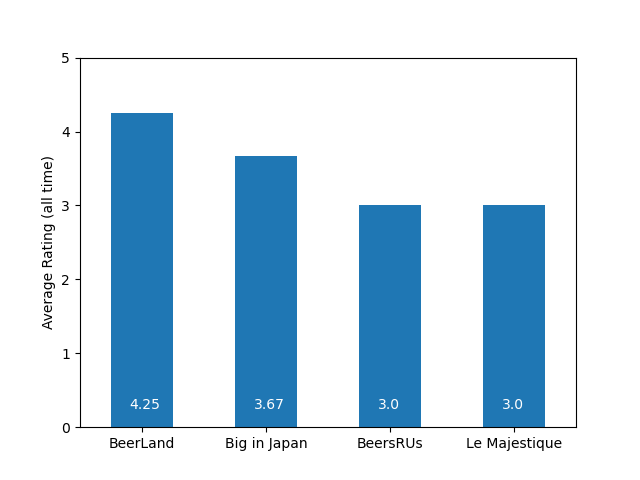 Average Rating (all time)
5
4
3
2
1
0
4.25
3.67
3.0
3.0
BeerLand
Big in Japan
BeersRUs
Le Majestique